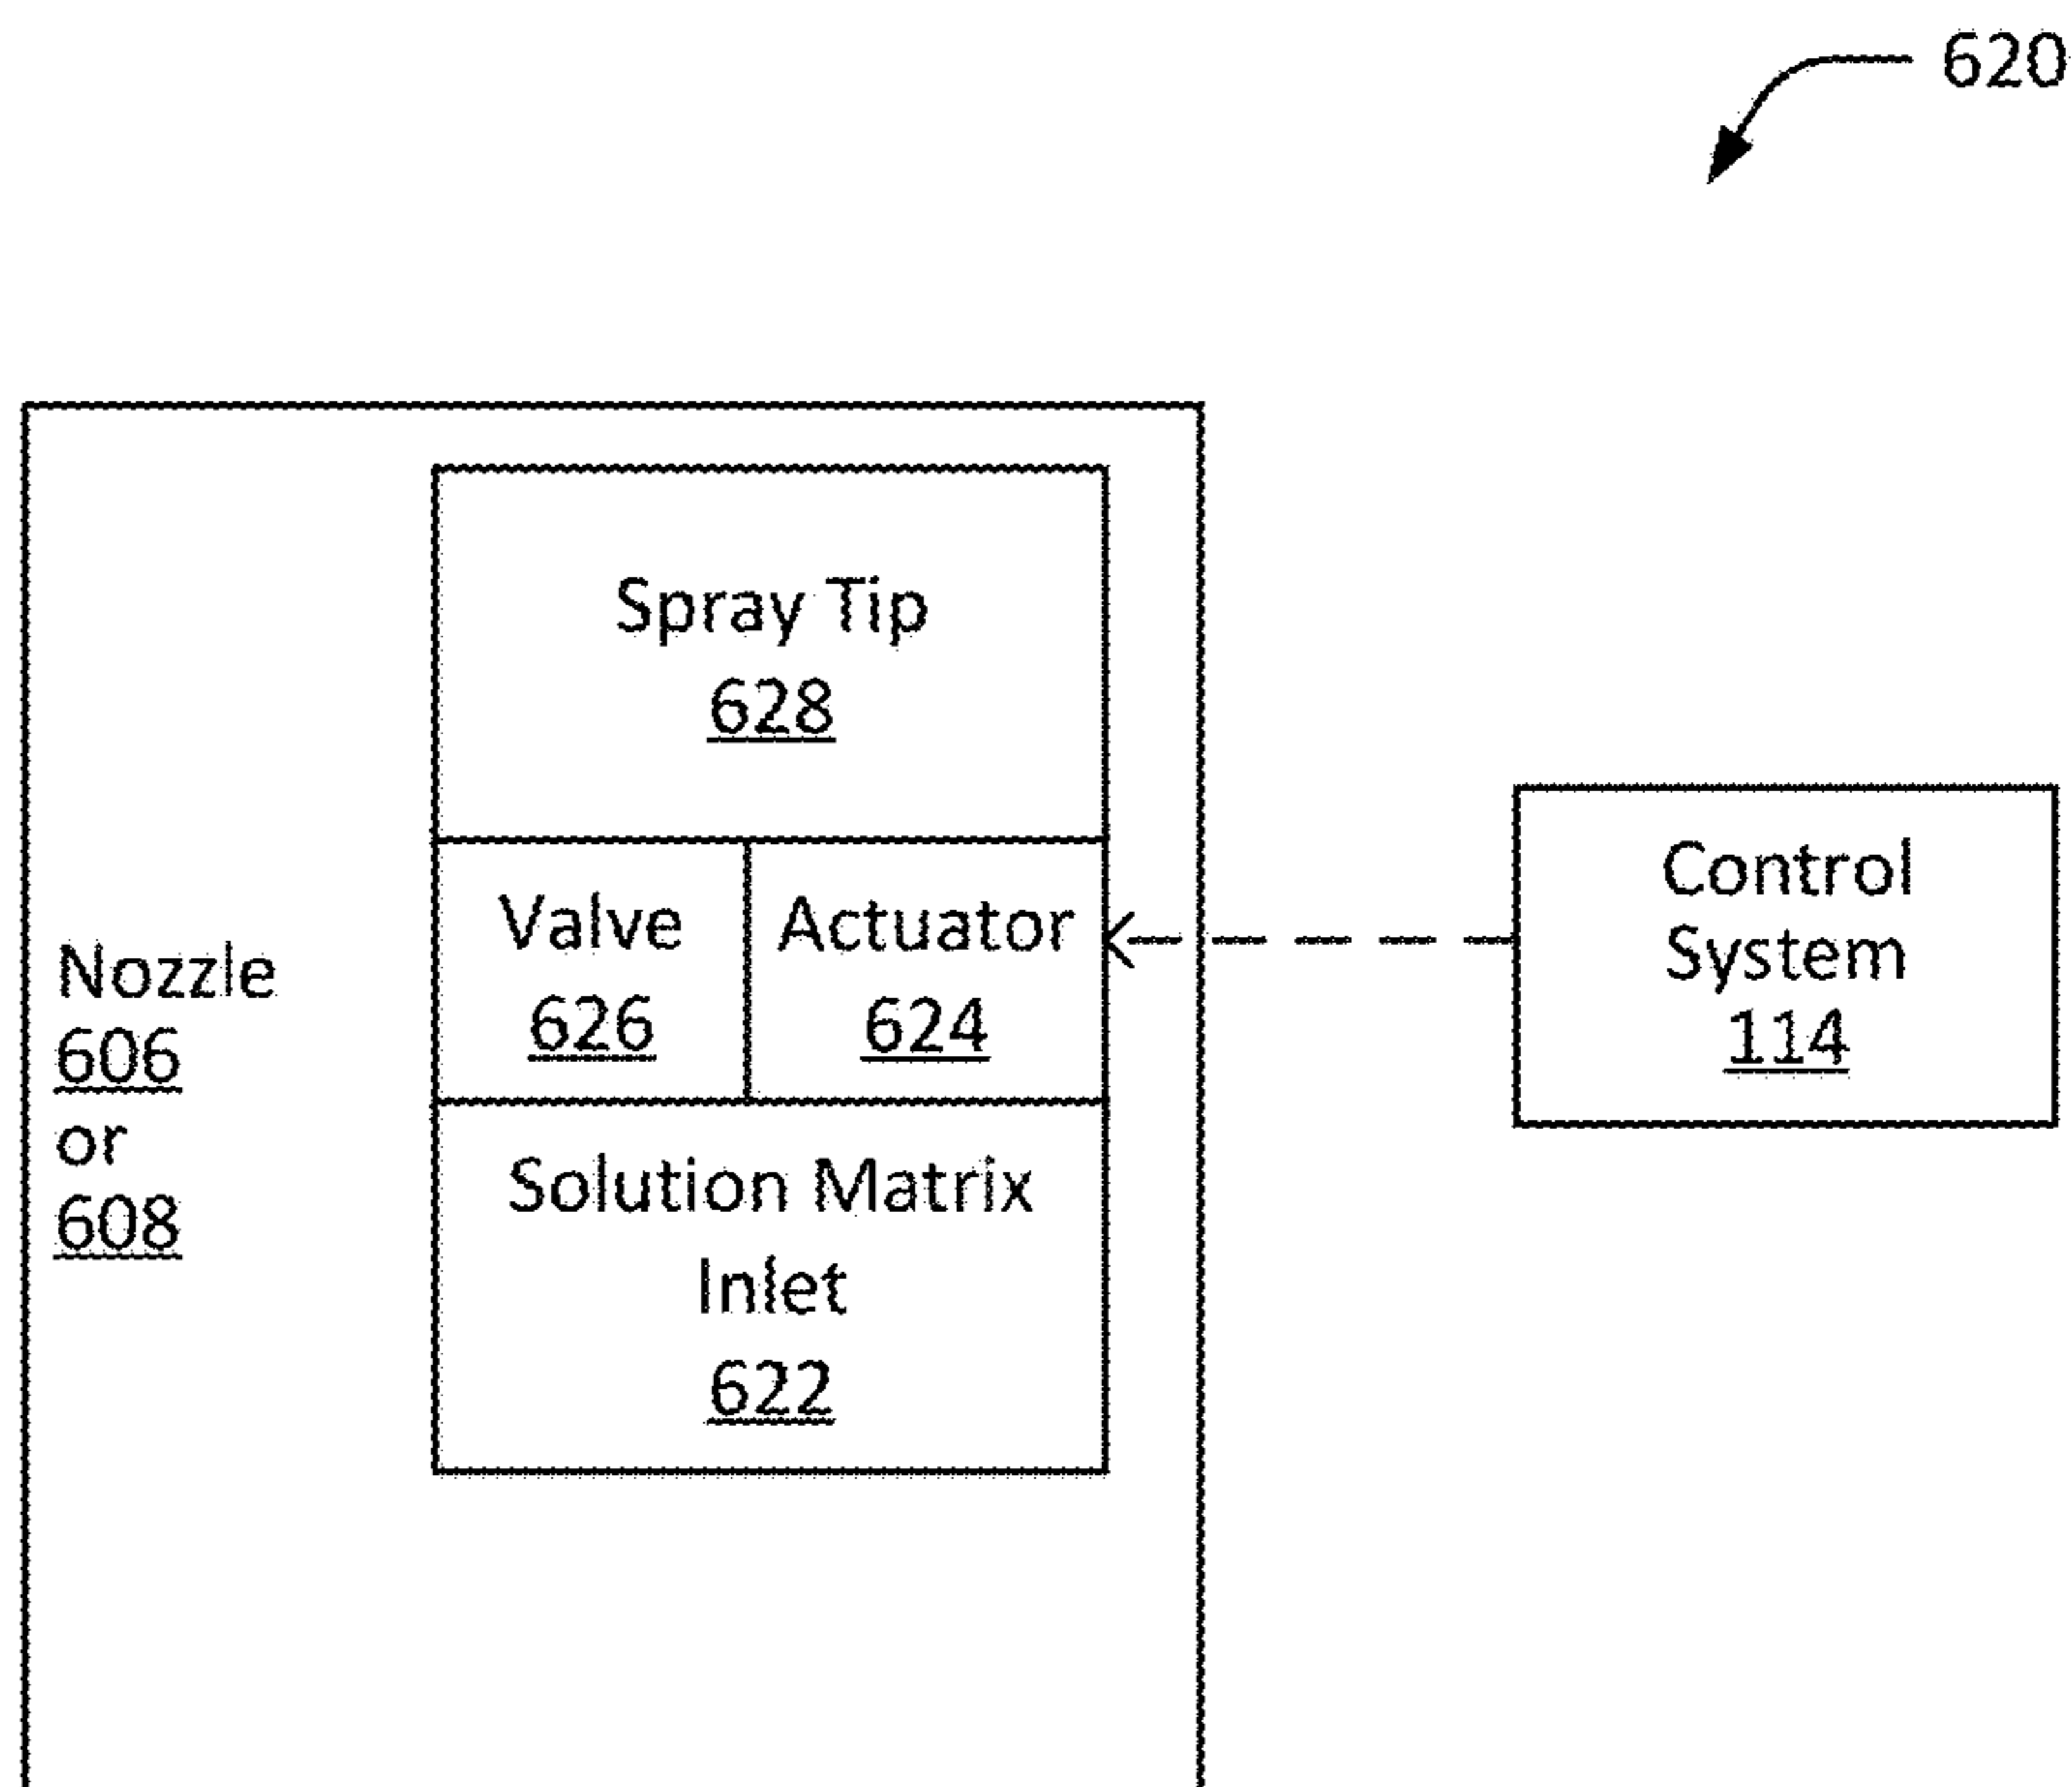 620
Spray Tip
628
Valve
626
Actuator
624
Nozzle
606
or
608
Solution Matrix
Inlet
622
Control
System
114